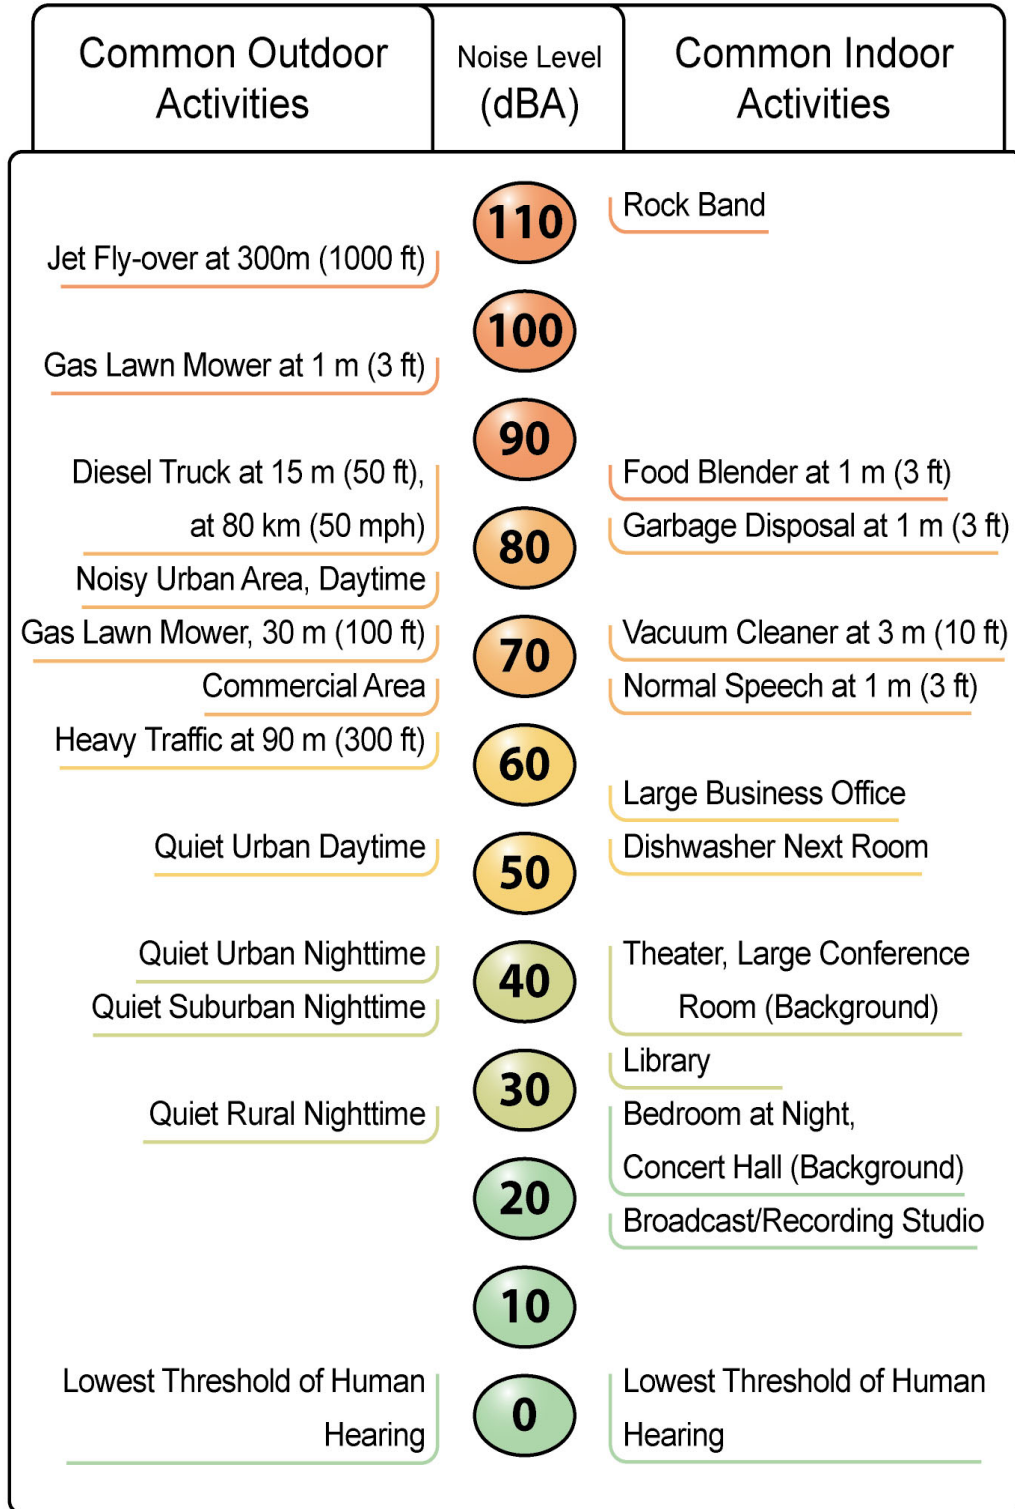 Common Outdoor
Activities
Noise Level
(dBA)
Common Indoor
Activities
110
Rock Band
Jet Fly-over at 300m (1000 ft)
100
Gas Lawn Mower at 1 m (3 ft)
90
Diesel Truck at 15 m (50 ft),
at 80 km (50 mph)
Food Blender at 1 m (3 ft)
80
Garbage Disposal at 1 m (3 ft)
Noisy Urban Area, Daytime
Gas Lawn Mower, 30 m (100 ft)
70
Vacuum Cleaner at 3 m (10 ft)
Commercial Area
Normal Speech at 1 m (3 ft)
Heavy Traffic at 90 m (300 ft)
60
Large Business Office
Quiet Urban Daytime
50
Dishwasher Next Room
Quiet Urban Nighttime
40
Theater, Large Conference
Room (Background)
Quiet Suburban Nighttime
30
Library
Quiet Rural Nighttime
Bedroom at Night,
Concert Hall (Background)
20
Broadcast/Recording Studio
10
Lowest Threshold of Human
Hearing
0
Lowest Threshold of Human
Hearing